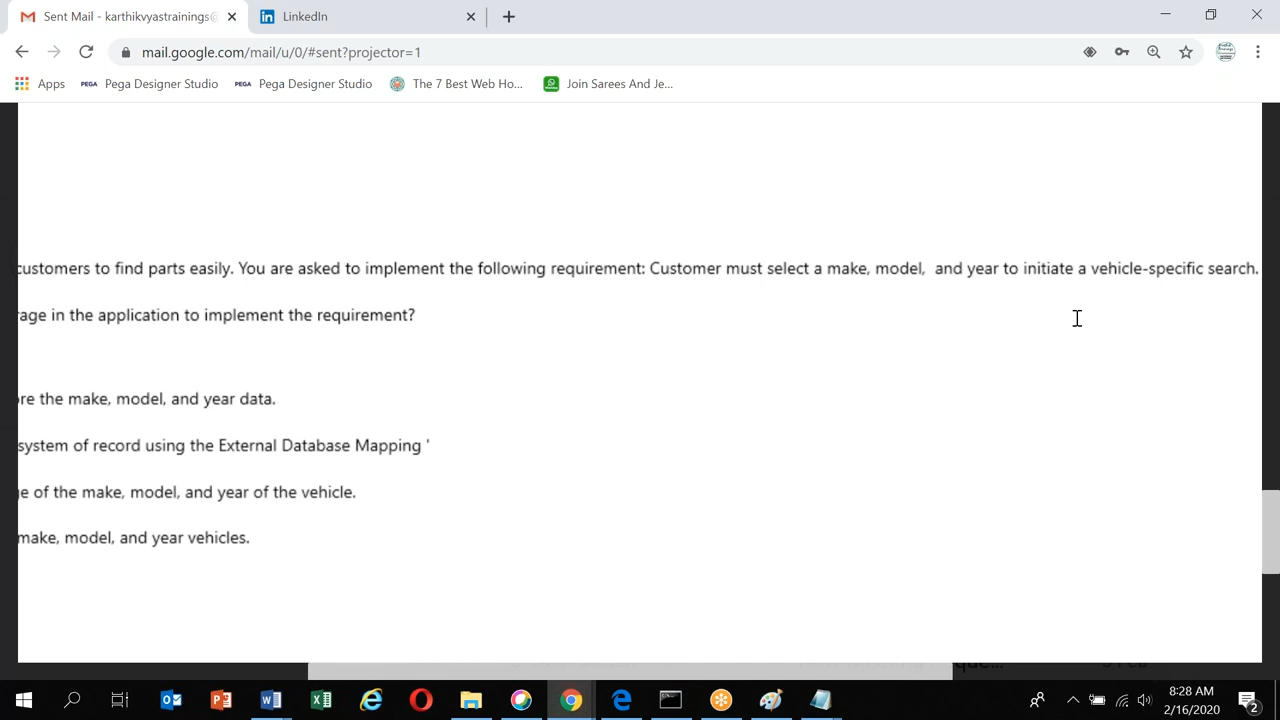 Sent Mail - karthikvyastrainings@
LinkedIn
mail.google.com/mail/u/0/#sent?projector=1
Apps
PEGA Pega Designer Studio
PEGA Pega Designer Studio
The 7 Best Web Ho...
Join Sarees And Je...
customers to find parts easily. You are asked to implement the following requirement: Customer must select a make, model,  and year to initiate a vehicle-specific search.
in the application to implement the requirement?
the make, model, and year data.
system of record using the External Database Mapping '
of the make, model, and year of the vehicle.
make, model, and year vehicles.
8:28 AM
2/16/2020
2